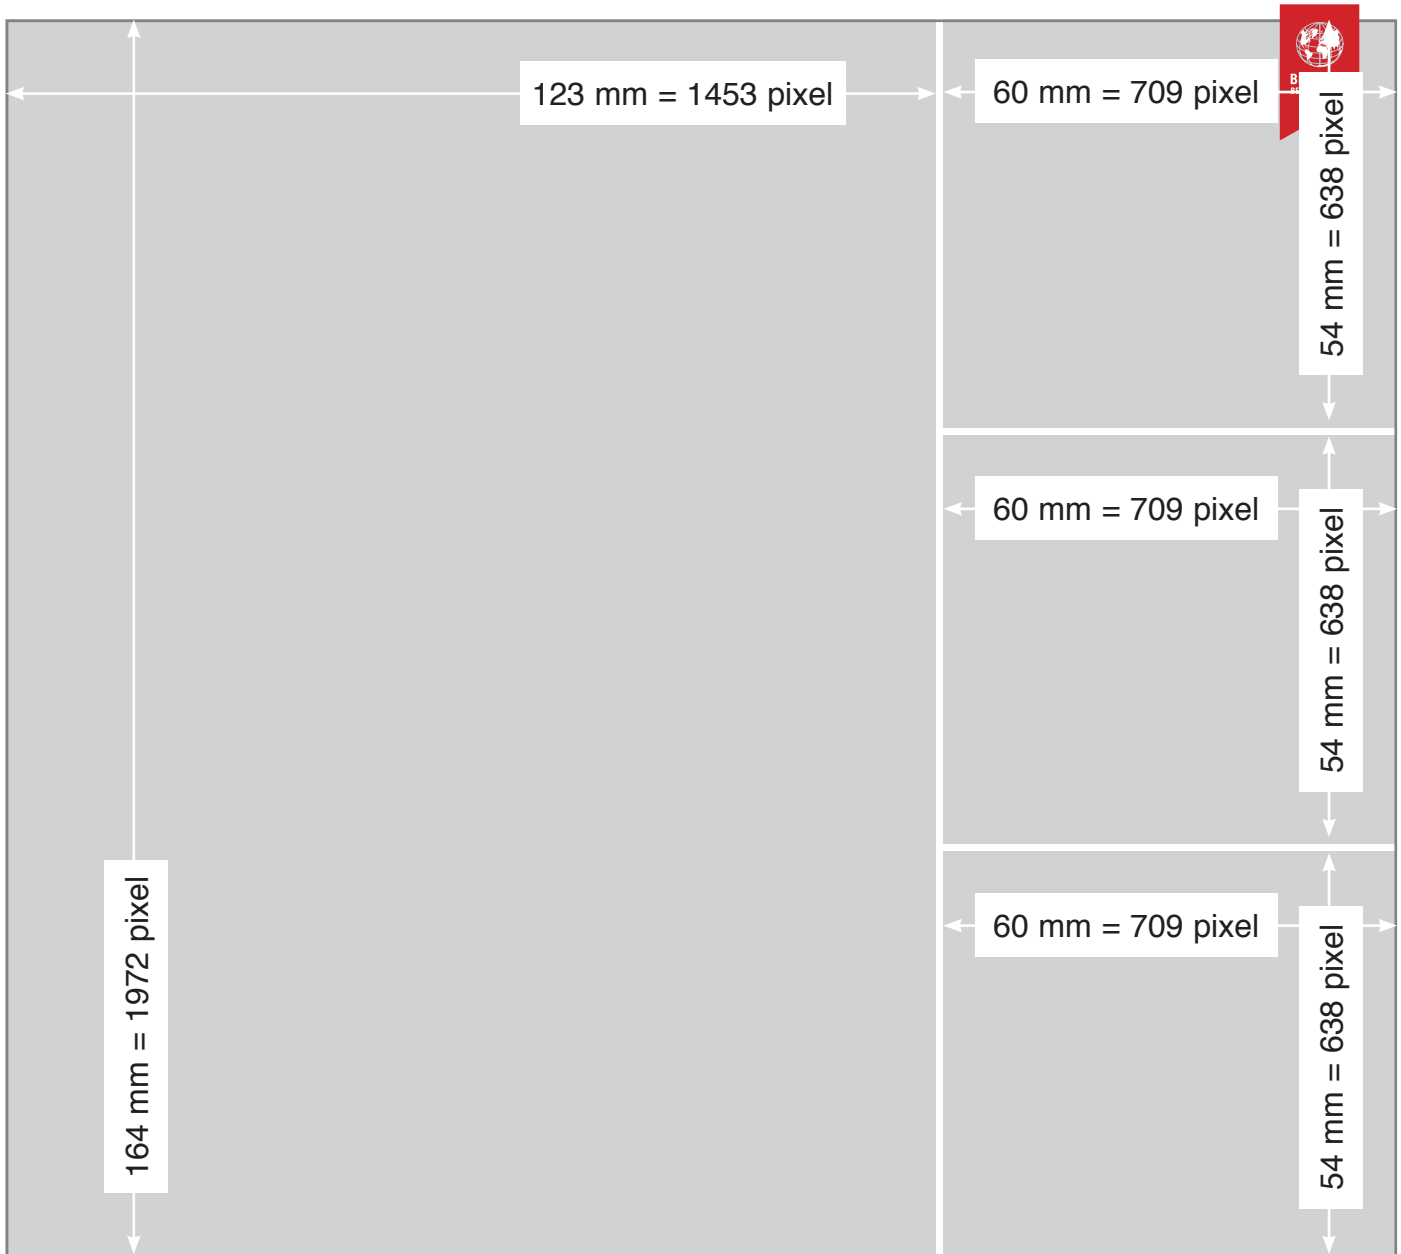 123 mm = 1453 pixel
60 mm = 709 pixel
54 mm = 638 pixel
60 mm = 709 pixel
54 mm = 638 pixel
164 mm = 1972 pixel
60 mm = 709 pixel
54 mm = 638 pixel